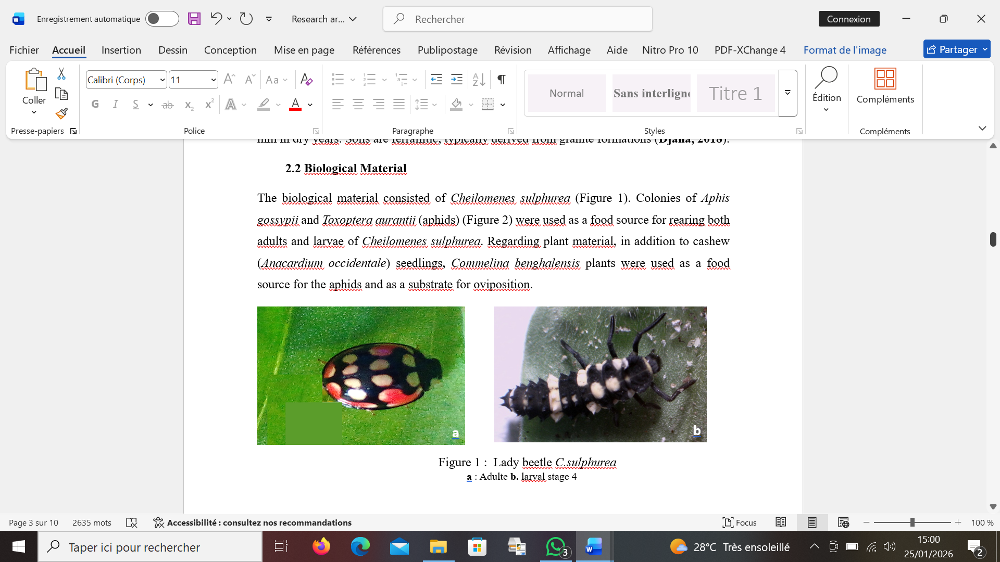 Enregistrement automatique
Research ar...
Rechercher
Connexion
Fichier Accueil Insertion Dessin Conception Mise en page Références Publipostage Révision Affichage Aide Nitro Pro 10 PDF-XChange 4 Format de l'image Partager
Coller
Calibri (Corps) 11
G I S ab x₂ x² A A
Normal Sans interligne Titre 1
Édition
Compléments
Presse-papiers Police Paragraphe Styles Compléments
mm in dry years. Soils are ferralitic, typically derived from granite formations (Djaha, 2018).
2.2 Biological Material
The biological material consisted of Cheilomenes sulphurea (Figure 1). Colonies of Aphis
gossypii and Toxoptera aurantii (aphids) (Figure 2) were used as a food source for rearing both
adults and larvae of Cheilomenes sulphurea. Regarding plant material, in addition to cashew
(Anacardium occidentale) seedlings, Commelina benghalensis plants were used as a food
source for the aphids and as a substrate for oviposition.
a
b
Figure 1 : Lady beetle C.sulphurea
a : Adulte b. larval stage 4
Page 3 sur 10 2635 mots Accessibilité : consultez nos recommandations Focus 100 %
Taper ici pour rechercher
3
28°C Très ensoleillé
15:00
25/01/2026
2